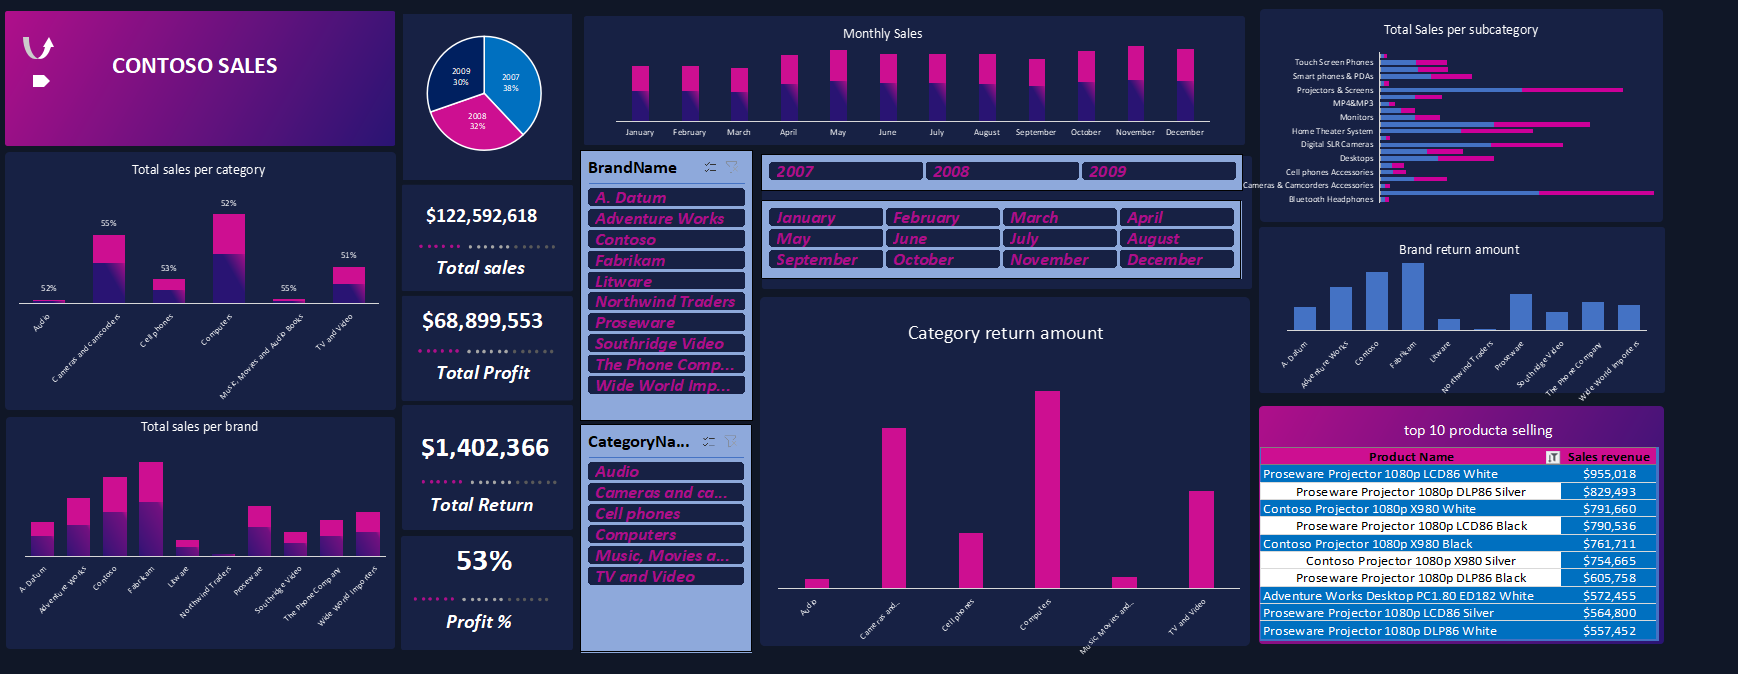 CONTOSO SALES
2009
30%
2007
38%
2008
32%
Monthly Sales
January February March April May June July August September October November December
Total Sales per subcategory
Touch Screen Phones
Smart phones & PDAs
Projectors & Screens
MP4&MP3
Monitors
Home Theater System
Digital SLR Cameras
Desktops
Cell phones Accessories
Cameras & Camcorders Accessories
Bluetooth Headphones
Total sales per category
52%
55%
53%
52%
55%
51%
Audio
Cameras and camcorders
Cell phones
Computers
Music, Movies and Audio Books
TV and Video
$122,592,618
Total sales
$68,899,553
Total Profit
$1,402,366
Total Return
53%
Profit %
BrandName
A. Datum
Adventure Works
Contoso
Fabrikam
Litware
Northwind Traders
Proseware
Southridge Video
The Phone Comp...
Wide World Imp...
CategoryNa...
Audio
Cameras and ca...
Cell phones
Computers
Music, Movies a...
TV and Video
2007 2008 2009
January February March April
May June July August
September October November December
Category return amount
Audio
Cameras and...
Cell phones
Computers
Music, Movies and...
TV and Video
Brand return amount
A. Datum
Adventure Works
Contoso
Fabrikam
Litware
Northwind Traders
Proseware
Southridge Video
The Phone Company
Wide World Importers
Total sales per brand
A. Datum
Adventure Works
Contoso
Fabrikam
Litware
Northwind Traders
Proseware
Southridge Video
The Phone Company
Wide World Importers
top 10 producta selling
Product Name Sales revenue
Proseware Projector 1080p LCD86 White $955,018
Proseware Projector 1080p DLP86 Silver $829,493
Contoso Projector 1080p X980 White $791,660
Proseware Projector 1080p LCD86 Black $790,536
Contoso Projector 1080p X980 Black $761,711
Contoso Projector 1080p X980 Silver $754,665
Proseware Projector 1080p DLP86 Black $605,758
Adventure Works Desktop PC1.80 ED182 White $572,455
Proseware Projector 1080p LCD86 Silver $564,800
Proseware Projector 1080p DLP86 White $557,452